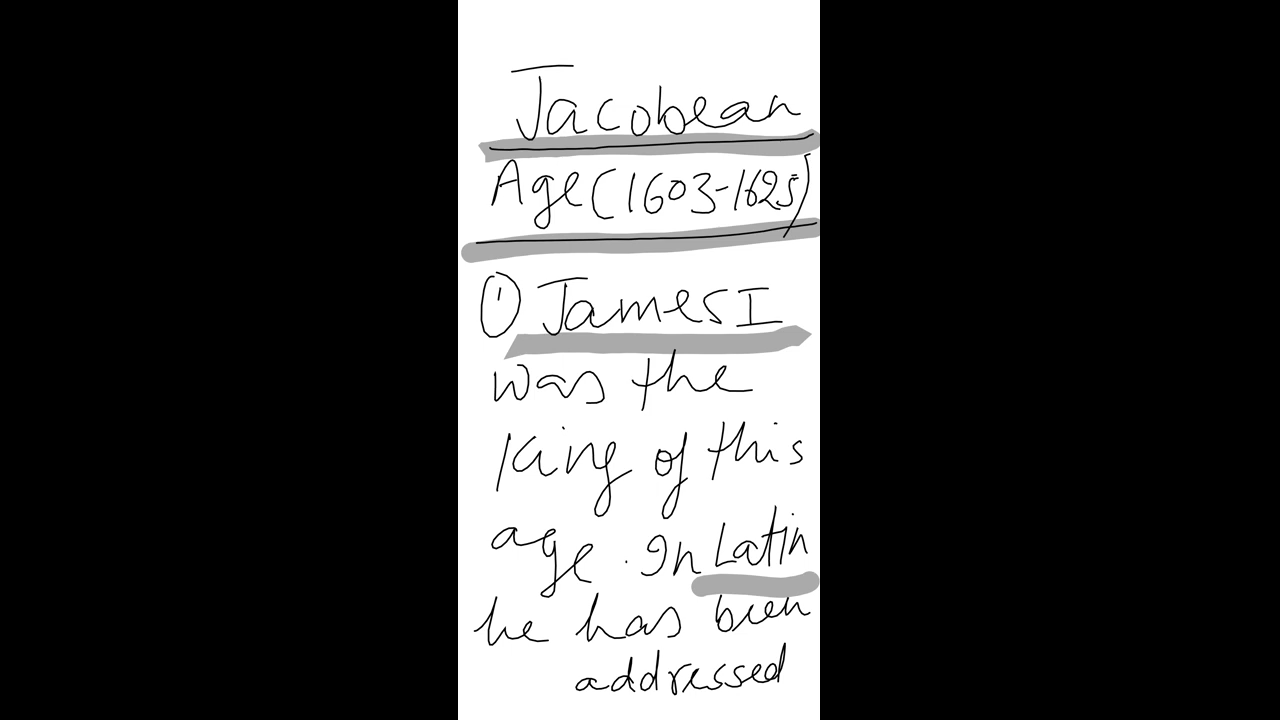 Jacobean
Age (1603-1625)
① James I
was the
king of this
age. In Latin
he has been
addressed